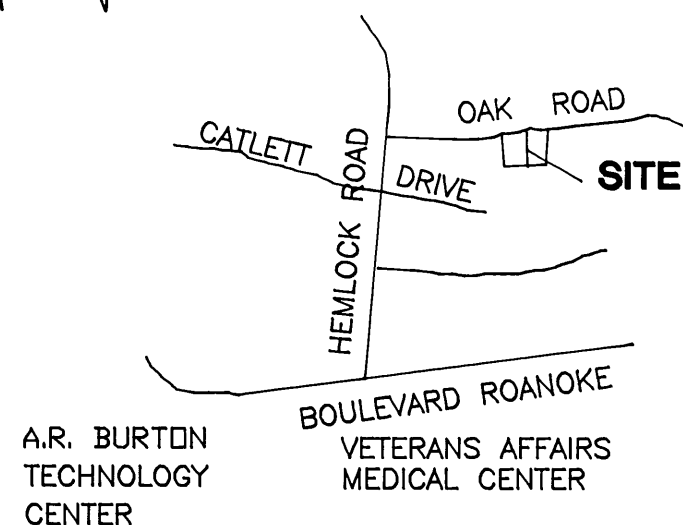 OAK ROAD
CATLETT DRIVE
SITE
HEMLOCK ROAD
BOULEVARD ROANOKE
A.R. BURTON
TECHNOLOGY
CENTER
VETERANS AFFAIRS
MEDICAL CENTER